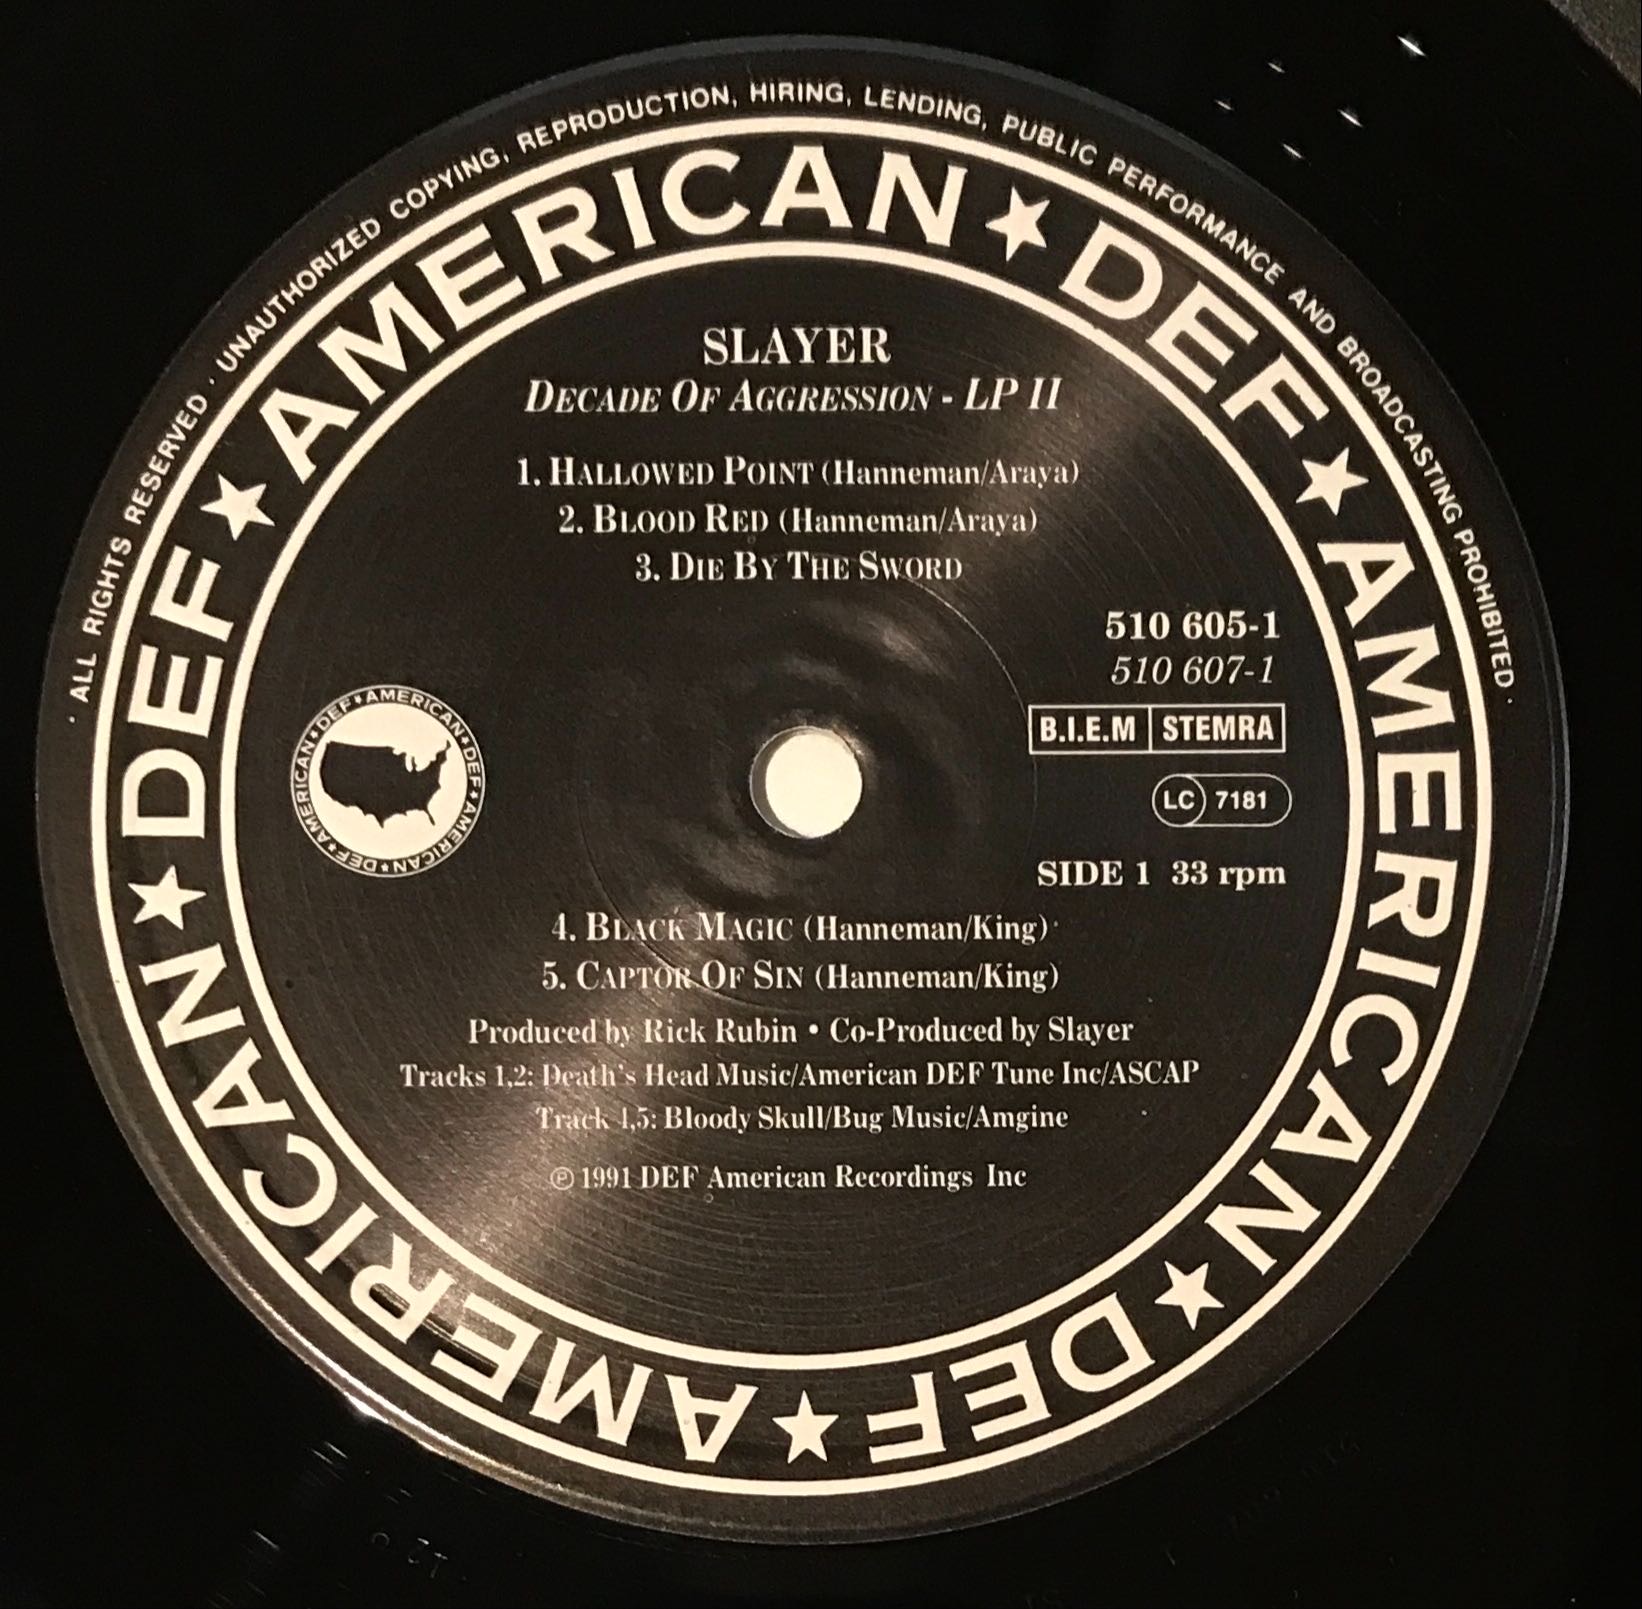 · ALL RIGHTS RESERVED · UNAUTHORIZED COPYING, REPRODUCTION, HIRING, LENDING, PUBLIC PERFORMANCE AND BROADCASTING PROHIBITED ·
AMERICAN ★ DEF ★ AMERICAN ★ DEF ★ AMERICAN ★ DEF ★
SLAYER
DECADE OF AGGRESSION - LP II
1. HALLOWED POINT (Hanneman/Araya)
2. BLOOD RED (Hanneman/Araya)
3. DIE BY THE SWORD
510 605-1
510 607-1
B.I.E.M STEMRA
LC 7181
SIDE 1 33 rpm
AMERICAN ★ DEF ★ AMERICAN ★ DEF ★ AMERICAN ★ DEF ★
4. BLACK MAGIC (Hanneman/King)
5. CAPTOR OF SIN (Hanneman/King)
Produced by Rick Rubin • Co-Produced by Slayer
Tracks 1,2: Death's Head Music/American DEF Tune Inc/ASCAP
Track 4,5: Bloody Skull/Bug Music/Amgine
℗ 1991 DEF American Recordings Inc